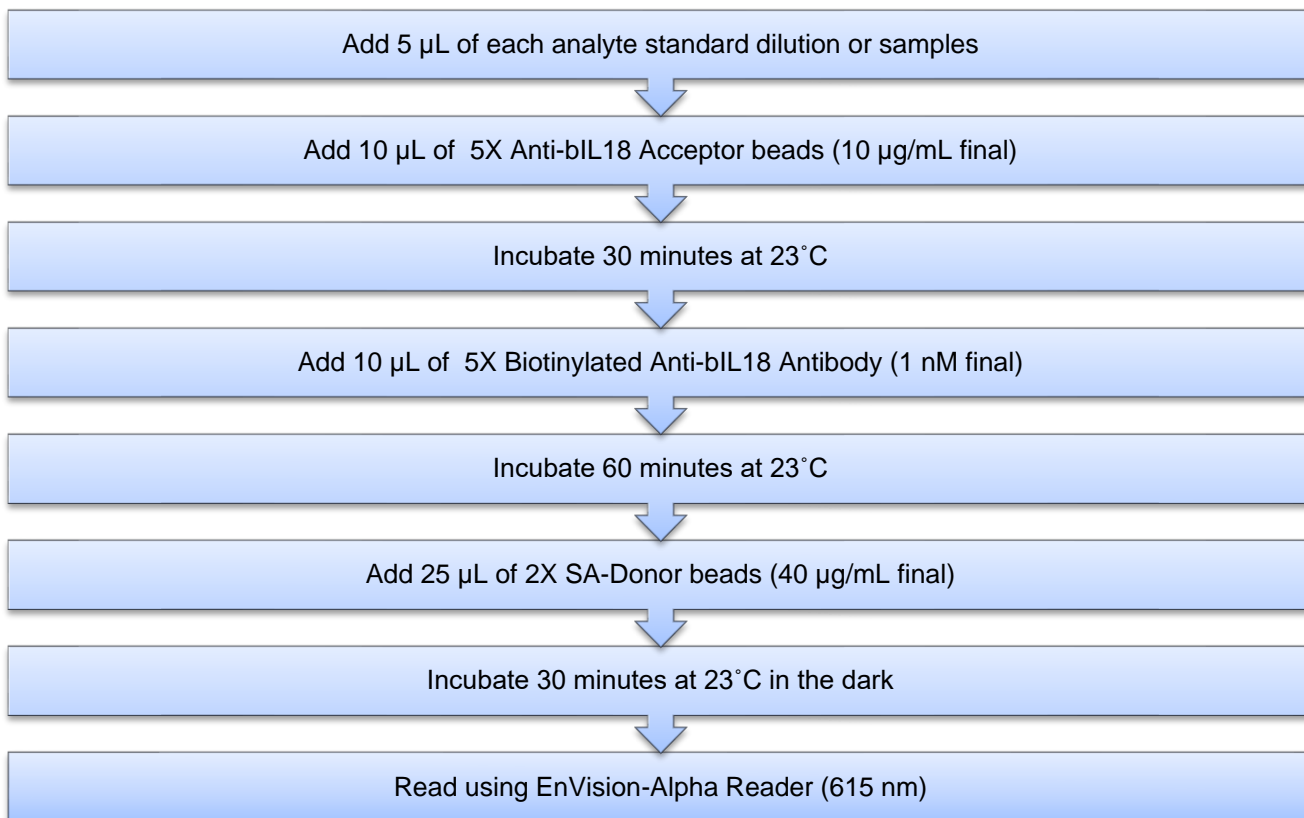 Add 5 µL of each analyte standard dilution or samples
Add 10 µL of  5X Anti-bIL18 Acceptor beads (10 µg/mL final)
Incubate 30 minutes at 23˚C
Add 10 µL of  5X Biotinylated Anti-bIL18 Antibody (1 nM final)
Incubate 60 minutes at 23˚C
Add 25 µL of 2X SA-Donor beads (40 µg/mL final)
Incubate 30 minutes at 23˚C in the dark
Read using EnVision-Alpha Reader (615 nm)